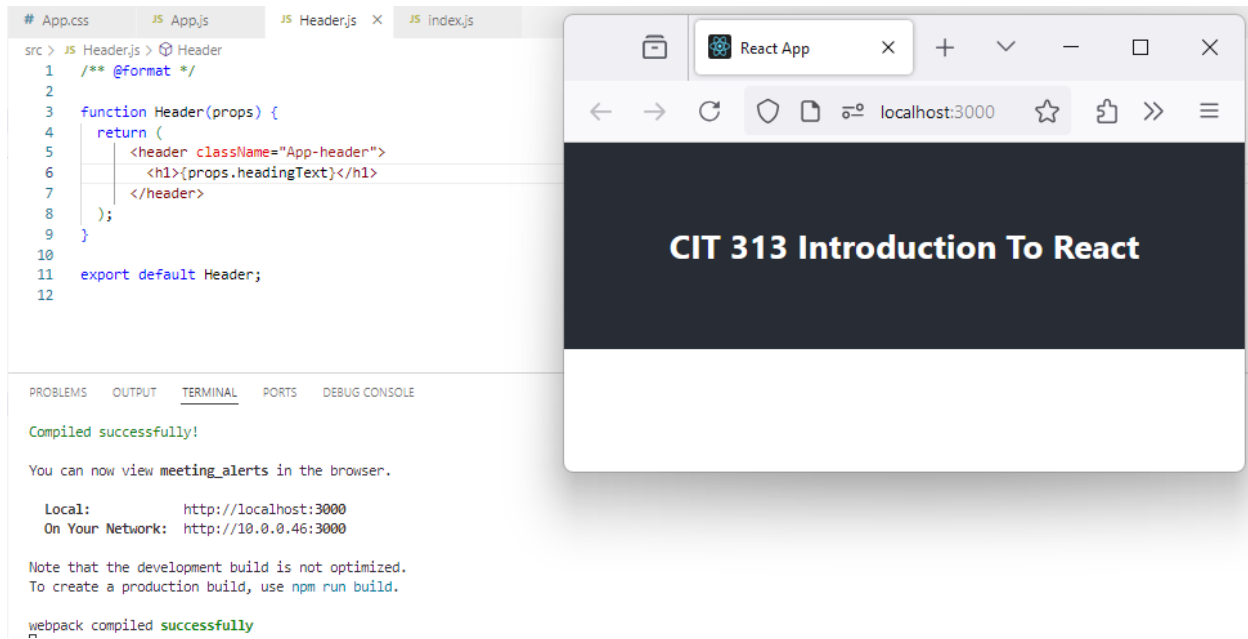 # App.css
JS App.js
JS Header.js
JS index.js
src > JS Header.js > Header
1 /** @format */
2
3 function Header(props) {
4 return (
5 <header className="App-header">
6 <h1>{props.headingText}</h1>
7 </header>
8 );
9 }
10
11 export default Header;
12
PROBLEMS OUTPUT TERMINAL PORTS DEBUG CONSOLE
Compiled successfully!
You can now view meeting_alerts in the browser.
Local: http://localhost:3000
On Your Network: http://10.0.0.46:3000
Note that the development build is not optimized.
To create a production build, use npm run build.
webpack compiled successfully
React App
localhost:3000
CIT 313 Introduction To React